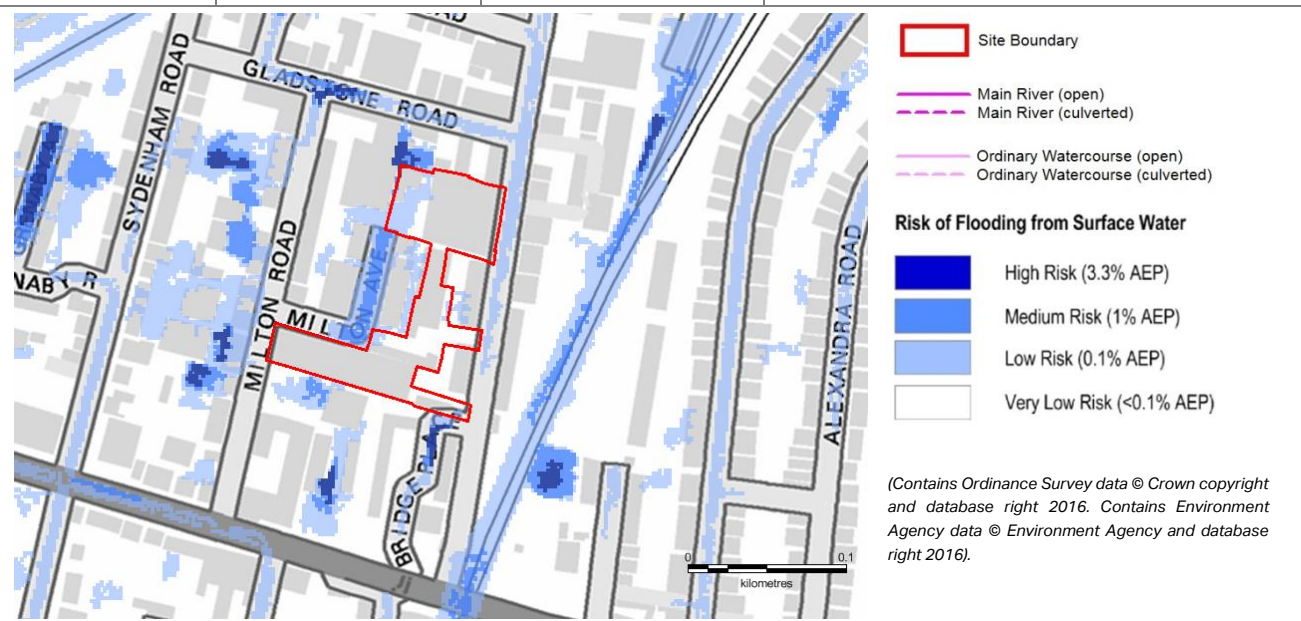 GLADSTONE ROAD
SYDENHAM ROAD
NABY R
MILTON ROAD
MILTON AVE
BRIDGE PLACE
ALEXANDRA ROAD
0 0.1
kilometres
Site Boundary
Main River (open)
Main River (culverted)
Ordinary Watercourse (open)
Ordinary Watercourse (culverted)
Risk of Flooding from Surface Water
High Risk (3.3% AEP)
Medium Risk (1% AEP)
Low Risk (0.1% AEP)
Very Low Risk (<0.1% AEP)
(Contains Ordinance Survey data © Crown copyright
and database right 2016. Contains Environment
Agency data © Environment Agency and database
right 2016).